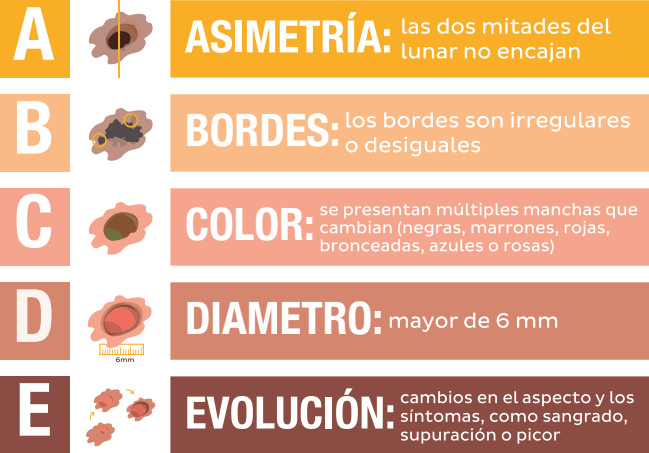 A
ASIMETRÍA: las dos mitades del
lunar no encajan
B
BORDES: los bordes son irregulares
o desiguales
C
COLOR: se presentan múltiples manchas que
cambian (negras, marrones, rojas,
bronceadas, azules o rosas)
D
6mm
DIAMETRO: mayor de 6 mm
E
EVOLUCIÓN: cambios en el aspecto y los
síntomas, como sangrado,
supuración o picor